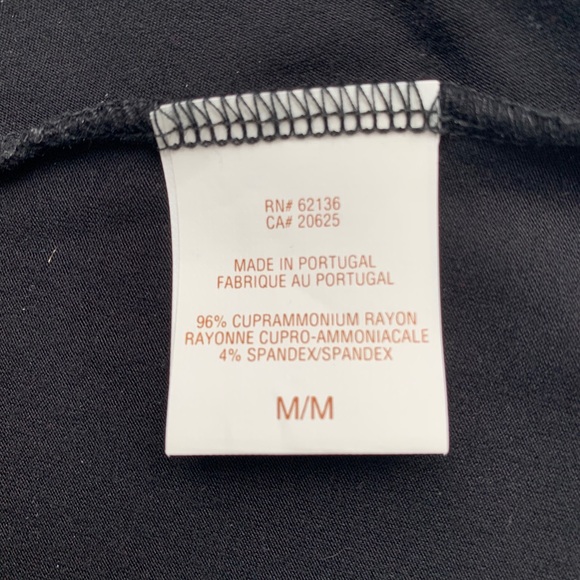 RN# 62136
CA# 20625
MADE IN PORTUGAL
FABRIQUE AU PORTUGAL
96% CUPRAMMONIUM RAYON
RAYONNE CUPRO-AMMONIACALE
4% SPANDEX/SPANDEX
M/M